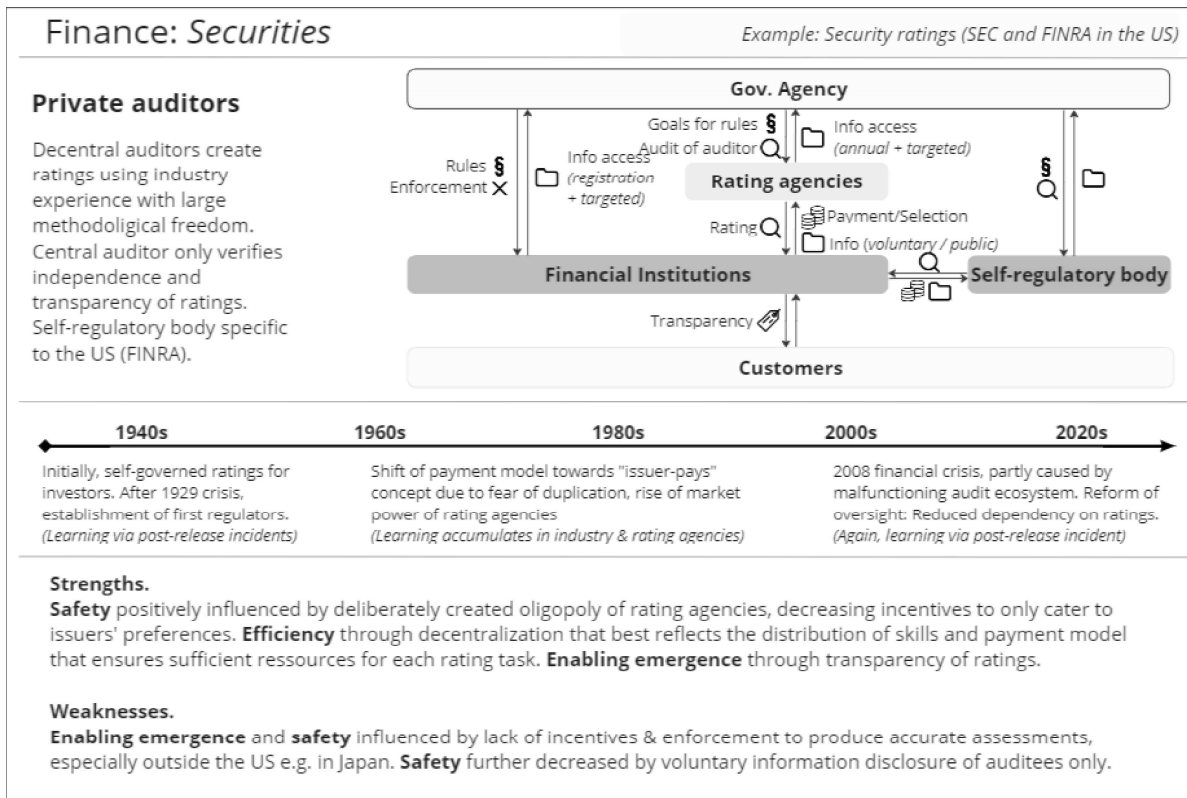 Finance: Securities
Example: Security ratings (SEC and FINRA in the US)
Private auditors
Decentral auditors create
ratings using industry
experience with large
methodoligical freedom.
Central auditor only verifies
independence and
transparency of ratings.
Self-regulatory body specific
to the US (FINRA).
Gov. Agency
Rules §
Enforcement
Info access
(registration
+ targeted)
Goals for rules §
Audit of auditor
Info access
(annual + targeted)
§
Rating agencies
Rating
Payment/Selection
Info (voluntary / public)
Financial Institutions
Self-regulatory body
Transparency
Customers
1940s
1960s
1980s
2000s
2020s
Initially, self-governed ratings for
investors. After 1929 crisis,
establishment of first regulators.
(Learning via post-release incidents)
Shift of payment model towards "issuer-pays"
concept due to fear of duplication, rise of market
power of rating agencies
(Learning accumulates in industry & rating agencies)
2008 financial crisis, partly caused by
malfunctioning audit ecosystem. Reform of
oversight: Reduced dependency on ratings.
(Again, learning via post-release incident)
Strengths.
Safety positively influenced by deliberately created oligopoly of rating agencies, decreasing incentives to only cater to
issuers' preferences. Efficiency through decentralization that best reflects the distribution of skills and payment model
that ensures sufficient ressources for each rating task. Enabling emergence through transparency of ratings.
Weaknesses.
Enabling emergence and safety influenced by lack of incentives & enforcement to produce accurate assessments,
especially outside the US e.g. in Japan. Safety further decreased by voluntary information disclosure of auditees only.